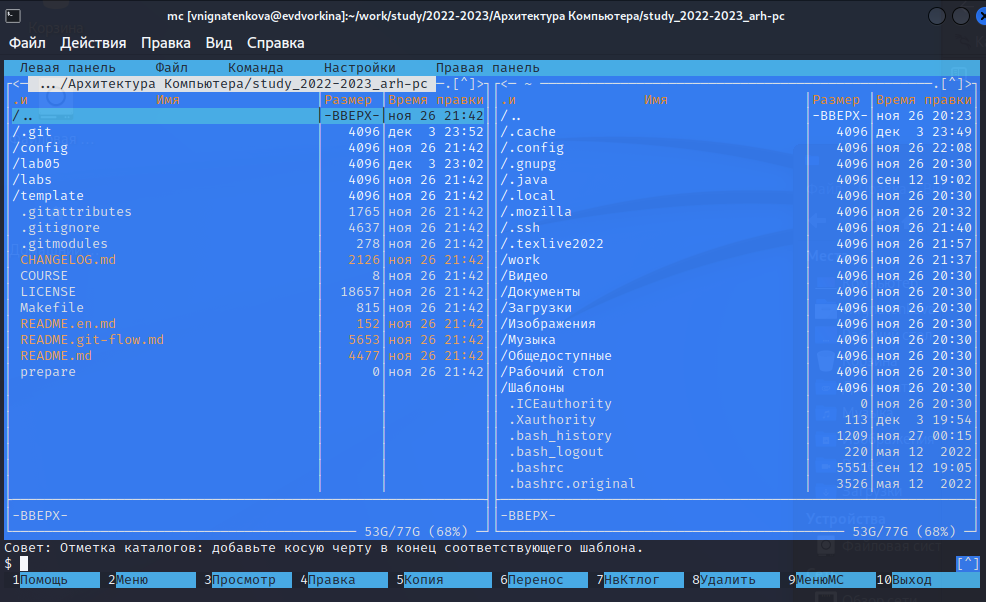 mc [vnignatenkova@evdvorkina]:~/work/study/2022-2023/Архитектура Компьютера/study_2022-2023_arh-pc
Файл Действия Правка Вид Справка
Левая панель Файл Команда Настройки Правая панель
<─ .../Архитектура Компьютера/study_2022-2023_arh-pc ─.[^]> <─ ~ ─.[^]>
.и Имя Размер Время правки .и Имя Размер Время правки
/.. -ВВЕРХ- ноя 26 21:42 /.. -ВВЕРХ- ноя 26 20:23
/.git 4096 дек 3 23:52 /.cache 4096 дек 3 23:49
/config 4096 ноя 26 21:42 /.config 4096 ноя 26 22:08
/lab05 4096 дек 3 23:02 /.gnupg 4096 ноя 26 20:30
/labs 4096 ноя 26 21:42 /.java 4096 сен 12 19:02
/template 4096 ноя 26 21:42 /.local 4096 ноя 26 20:30
.gitattributes 1765 ноя 26 21:42 /.mozilla 4096 ноя 26 20:32
.gitignore 4637 ноя 26 21:42 /.ssh 4096 ноя 26 21:40
.gitmodules 278 ноя 26 21:42 /.texlive2022 4096 ноя 26 21:57
CHANGELOG.md 2126 ноя 26 21:42 /work 4096 ноя 26 21:37
COURSE 8 ноя 26 21:42 /Видео 4096 ноя 26 20:30
LICENSE 18657 ноя 26 21:42 /Документы 4096 ноя 26 20:30
Makefile 815 ноя 26 21:42 /Загрузки 4096 ноя 26 20:30
README.en.md 152 ноя 26 21:42 /Изображения 4096 ноя 26 20:30
README.git-flow.md 5653 ноя 26 21:42 /Музыка 4096 ноя 26 20:30
README.md 4477 ноя 26 21:42 /Общедоступные 4096 ноя 26 20:30
prepare 0 ноя 26 21:42 /Рабочий стол 4096 ноя 26 20:30
/Шаблоны 4096 ноя 26 20:30
.ICEauthority 0 ноя 26 20:30
.Xauthority 113 дек 3 19:54
.bash_history 1209 ноя 27 00:15
.bash_logout 220 мая 12 2022
.bashrc 5551 сен 12 19:05
.bashrc.original 3526 мая 12 2022
-ВВЕРХ- -ВВЕРХ-
53G/77G (68%) 53G/77G (68%)
Совет: Отметка каталогов: добавьте косую черту в конец соответствующего шаблона.
$ [^]
1Помощь 2Меню 3Просмотр 4Правка 5Копия 6Перенос 7НвКтлог 8Удалить 9МенюMC 10Выход